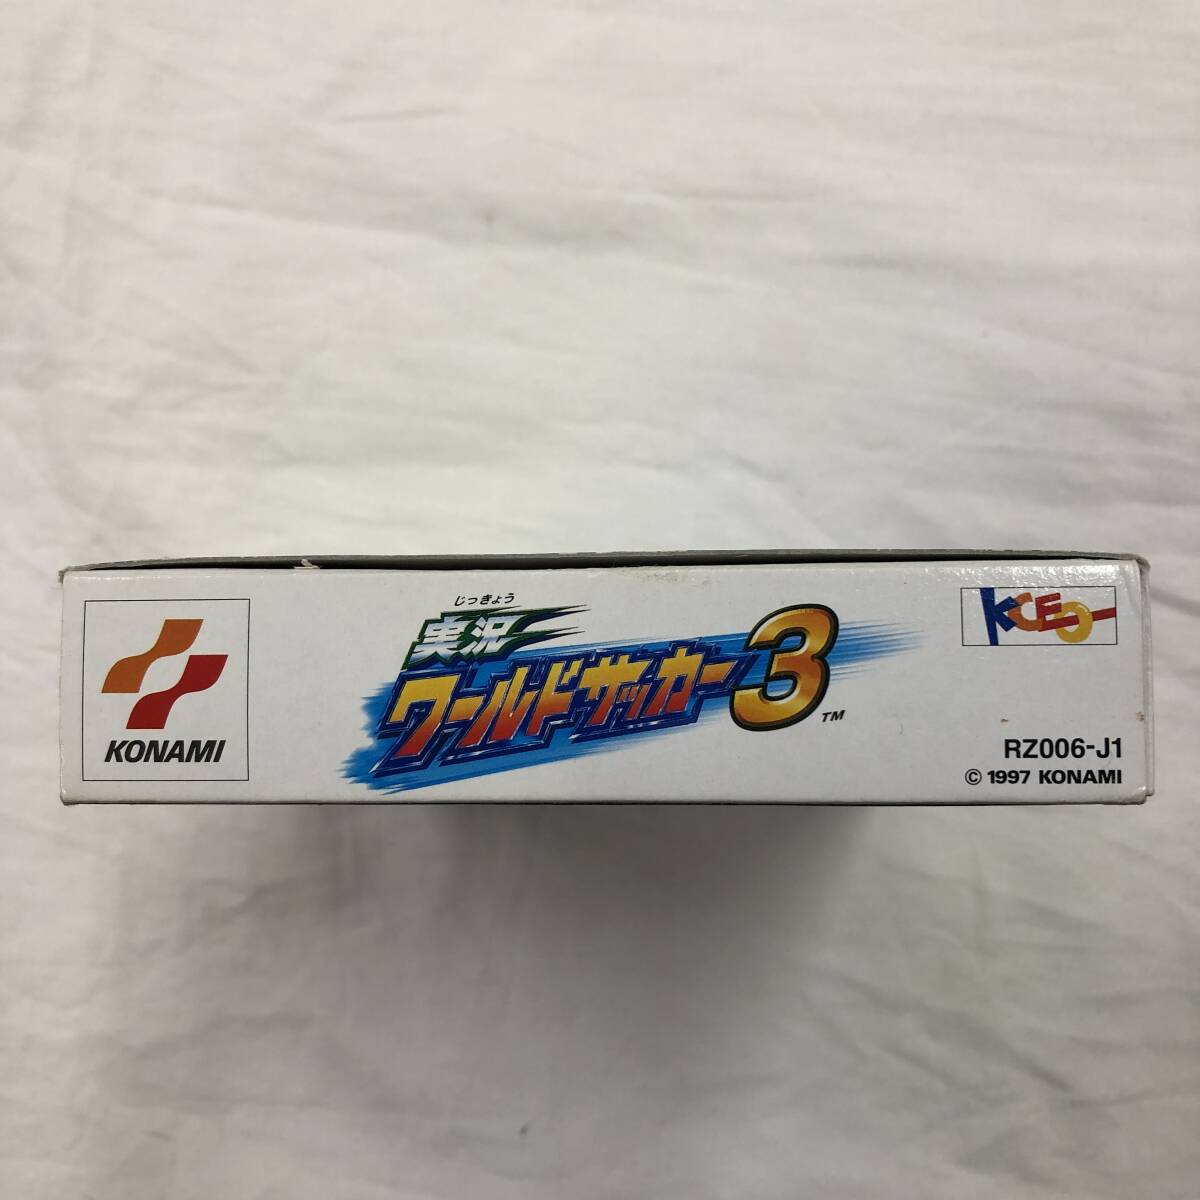 KONAMI
じっきょう
実況
ワールドサッカー3
TM
KCEO
RZ006-J1
© 1997 KONAMI